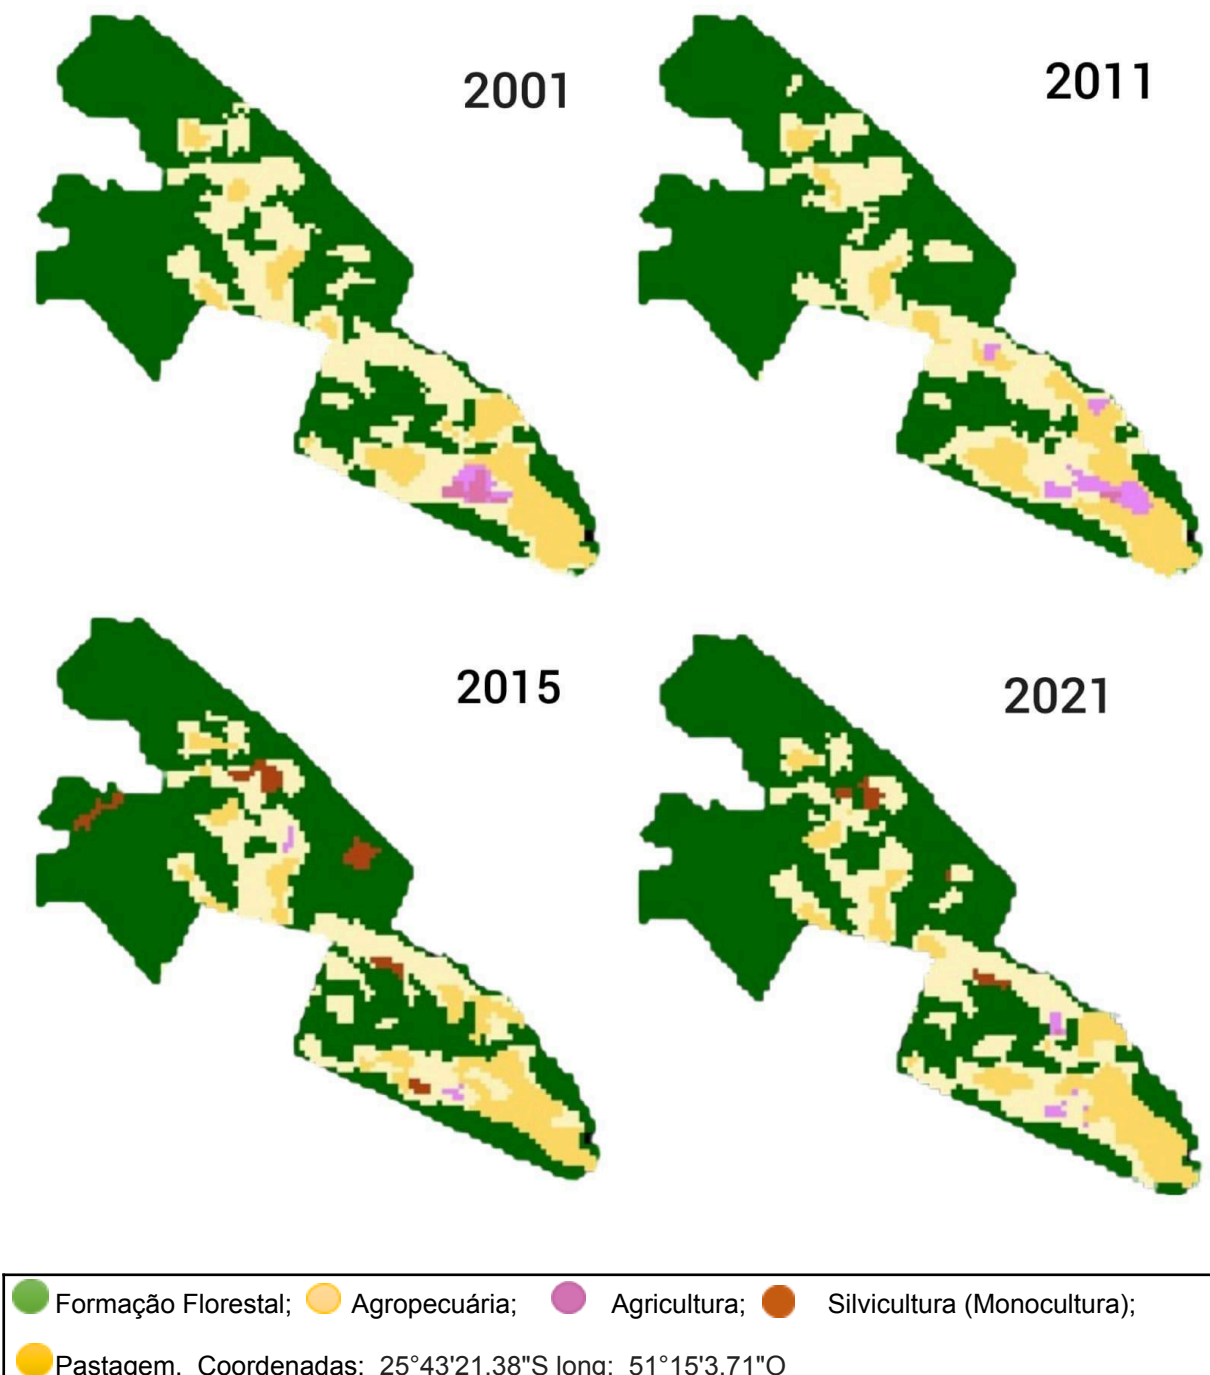 2001
2011
2015
2021
Formação Florestal; Agropecuária; Agricultura; Silvicultura (Monocultura);
Pastagem. Coordenadas: 25°43'21.38"S long: 51°15'3.71"O